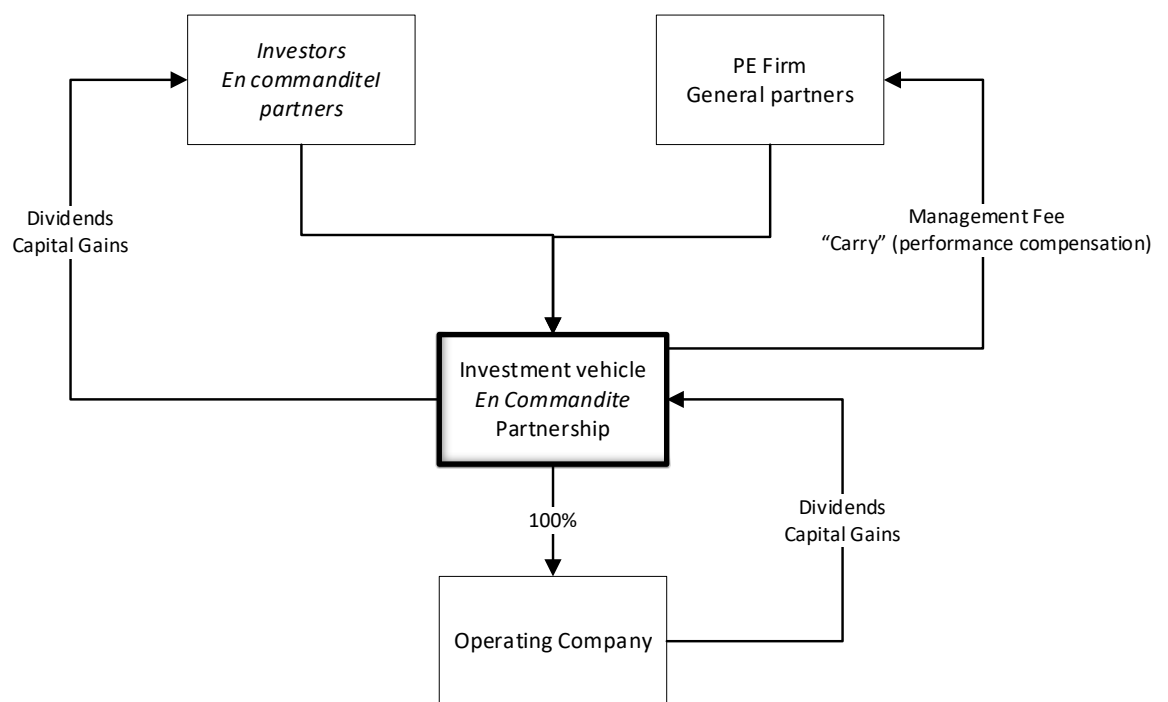 Investors
En commanditel
partners
PE Firm
General partners
Dividends
Capital Gains
Management Fee
“Carry” (performance compensation)
Investment vehicle
En Commandite
Partnership
100%
Dividends
Capital Gains
Operating Company